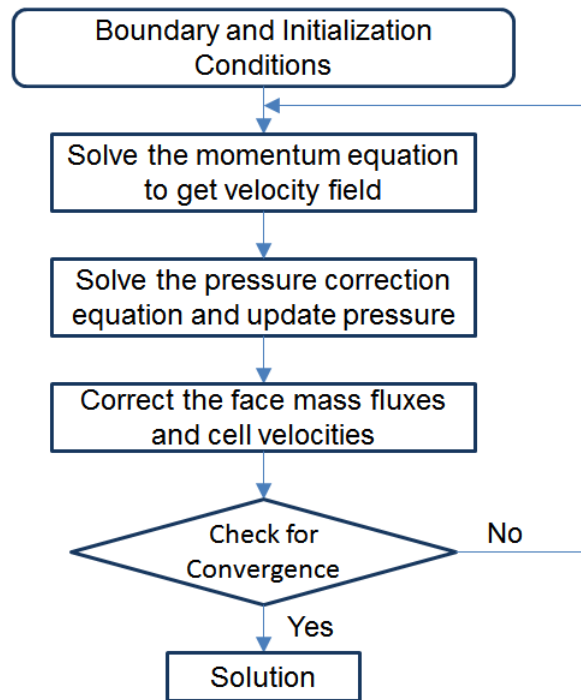 Boundary and Initialization
Conditions
Solve the momentum equation
to get velocity field
Solve the pressure correction
equation and update pressure
Correct the face mass fluxes
and cell velocities
Check for
Convergence
No
Yes
Solution